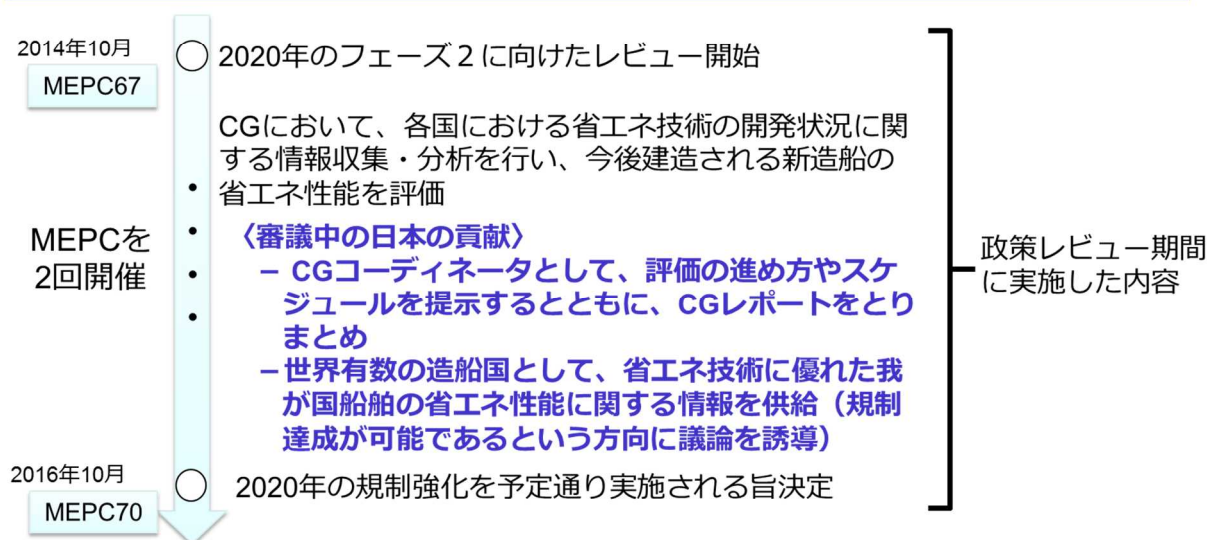 2014年10月
MEPC67
2020年のフェーズ２に向けたレビュー開始
CGにおいて、各国における省エネ技術の開発状況に関
する情報収集・分析を行い、今後建造される新造船の
省エネ性能を評価
MEPCを
2回開催
〈審議中の日本の貢献〉
− CGコーディネータとして、評価の進め方やスケ
ジュールを提示するとともに、CGレポートをとり
まとめ
−世界有数の造船国として、省エネ技術に優れた我
が国船舶の省エネ性能に関する情報を供給（規制
達成が可能であるという方向に議論を誘導）
政策レビュー期間
に実施した内容
2016年10月
MEPC70
2020年の規制強化を予定通り実施される旨決定